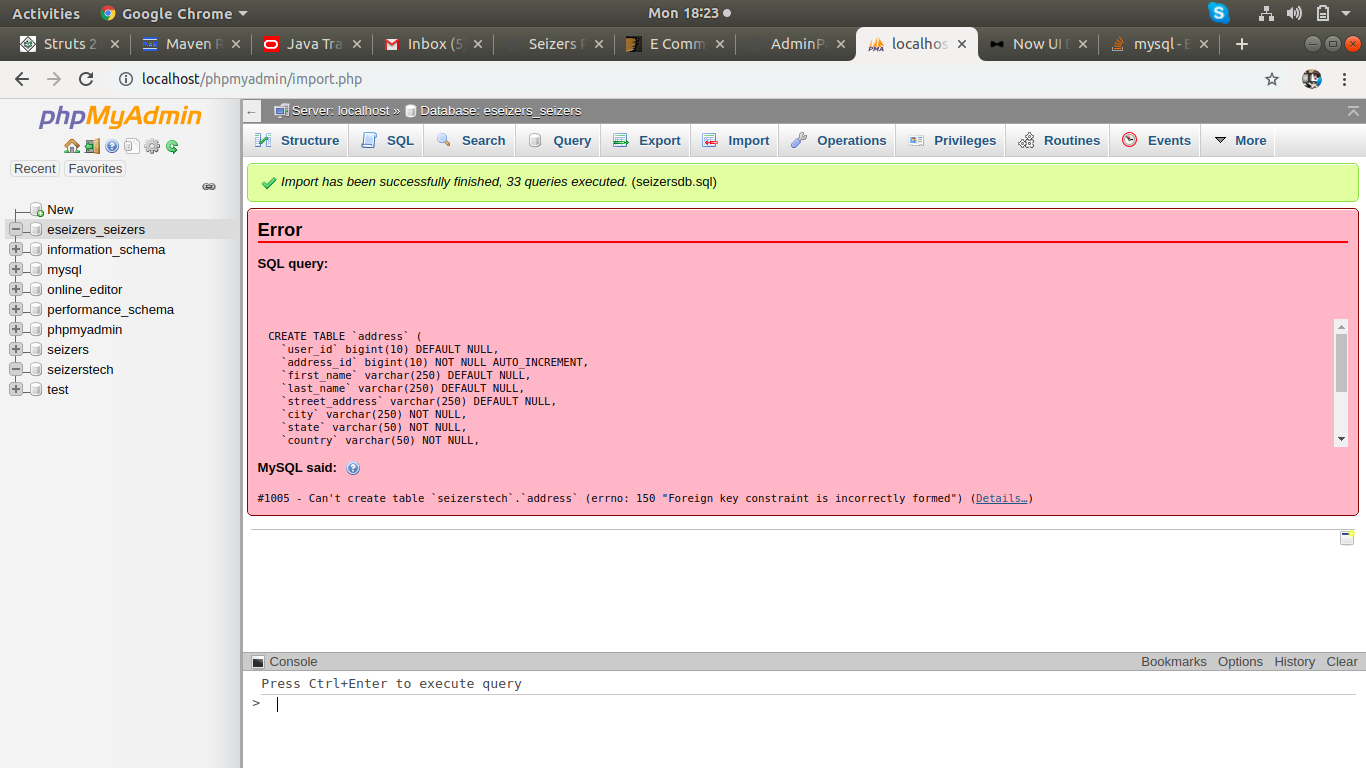 Activities
Google Chrome
Mon 18:23
Struts 2
Maven
Java Tra
Inbox (5
Seizers
E Comm
AdminP
localhos
Now UI
mysql - E
localhost/phpmyadmin/import.php
phpMyAdmin
Recent
Favorites
New
eseizers_seizers
information_schema
mysql
online_editor
performance_schema
phpmyadmin
seizers
seizerstech
test
Server: localhost » Database: eseizers_seizers
Structure SQL Search Query Export Import Operations Privileges Routines Events More
Import has been successfully finished, 33 queries executed. (seizersdb.sql)
Error
SQL query:
CREATE TABLE `address` (
`user_id` bigint(10) DEFAULT NULL,
`address_id` bigint(10) NOT NULL AUTO_INCREMENT,
`first_name` varchar(250) DEFAULT NULL,
`last_name` varchar(250) DEFAULT NULL,
`street_address` varchar(250) DEFAULT NULL,
`city` varchar(250) NOT NULL,
`state` varchar(50) NOT NULL,
`country` varchar(50) NOT NULL,
MySQL said:
#1005 - Can't create table `seizerstech`.`address` (errno: 150 "Foreign key constraint is incorrectly formed") (Details…)
Console
Bookmarks Options History Clear
Press Ctrl+Enter to execute query
>